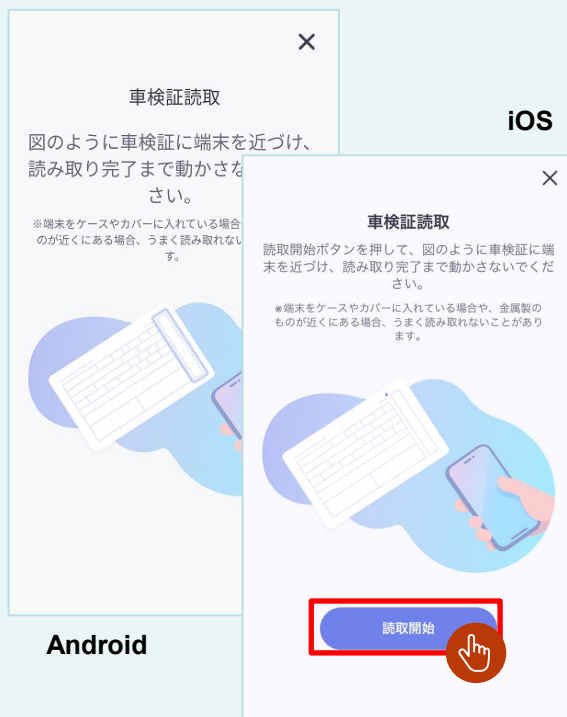 車検証読取
図のように車検証に端末を近づけ、
読み取り完了まで動かさな
さい。
※端末をケースやカバーに入れている場合
のが近くにある場合、うまく読み取れない
す。
Android
iOS
車検証読取
読取開始ボタンを押して、図のように車検証に端
末を近づけ、読み取り完了まで動かさないでくだ
さい。
※端末をケースやカバーに入れている場合や、金属製の
ものが近くにある場合、うまく読み取れないことがあり
ます。
読取開始